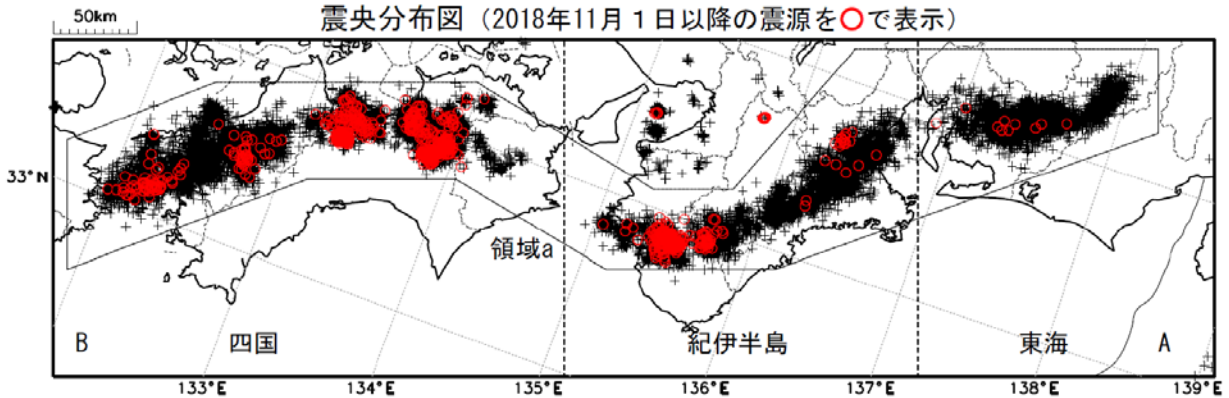 50km
震央分布図（2018年11月１日以降の震源を○で表示）
33°N
領域a
B
四国
紀伊半島
東海
A
133°E
134°E
135°E
136°E
137°E
138°E
139°E